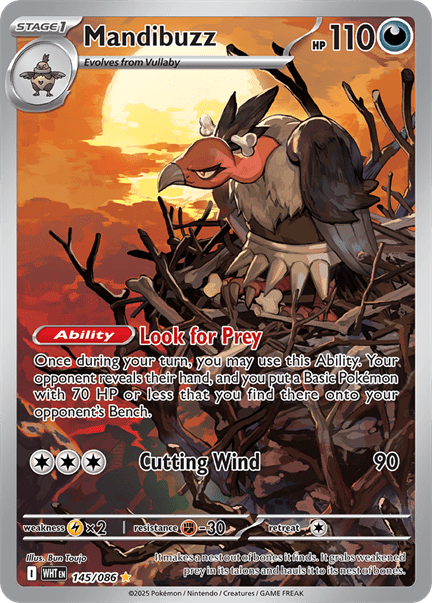 STAGE 1
Mandibuzz
HP 110
Evolves from Vullaby
Ability Look for Prey
Once during your turn, you may use this Ability. Your
opponent reveals their hand, and you put a Basic Pokémon
with 70 HP or less that you find there onto your
opponent's Bench.
Cutting Wind 90
weakness ×2 resistance -30 retreat
Illus. Bun Toujo
It makes a nest out of bones it finds. It grabs weakened
prey in its talons and hauls it to its nest of bones.
I WHT EN 145/086
©2025 Pokémon / Nintendo / Creatures / GAME FREAK